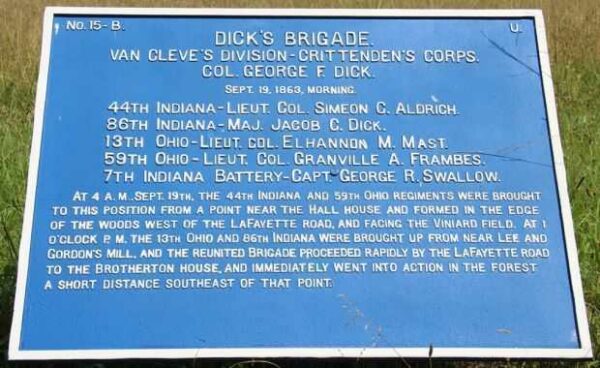 No. 15-B. U.
DICK'S BRIGADE.
VAN CLEVE'S DIVISION-CRITTENDEN'S CORPS.
COL. GEORGE F. DICK.
SEPT. 19, 1863, MORNING.
44TH INDIANA-LIEUT. COL. SIMEON C. ALDRICH.
86TH INDIANA-MAJ. JACOB C. DICK.
13TH OHIO-LIEUT. COL. ELHANNON M. MAST.
59TH OHIO-LIEUT. COL. GRANVILLE A. FRAMBES.
7TH INDIANA BATTERY-CAPT. GEORGE R. SWALLOW.
AT 4 A.M. SEPT. 19TH, THE 44TH INDIANA AND 59TH OHIO REGIMENTS WERE BROUGHT
TO THIS POSITION FROM A POINT NEAR THE HALL HOUSE AND FORMED IN THE EDGE
OF THE WOODS WEST OF THE LAFAYETTE ROAD, AND FACING THE VINIARD FIELD. AT 1
O'CLOCK P. M. THE 13TH OHIO AND 86TH INDIANA WERE BROUGHT UP FROM NEAR LEE AND
GORDON'S MILL, AND THE REUNITED BRIGADE PROCEEDED RAPIDLY BY THE LAFAYETTE ROAD
TO THE BROTHERTON HOUSE, AND IMMEDIATELY WENT INTO ACTION IN THE FOREST
A SHORT DISTANCE SOUTHEAST OF THAT POINT.